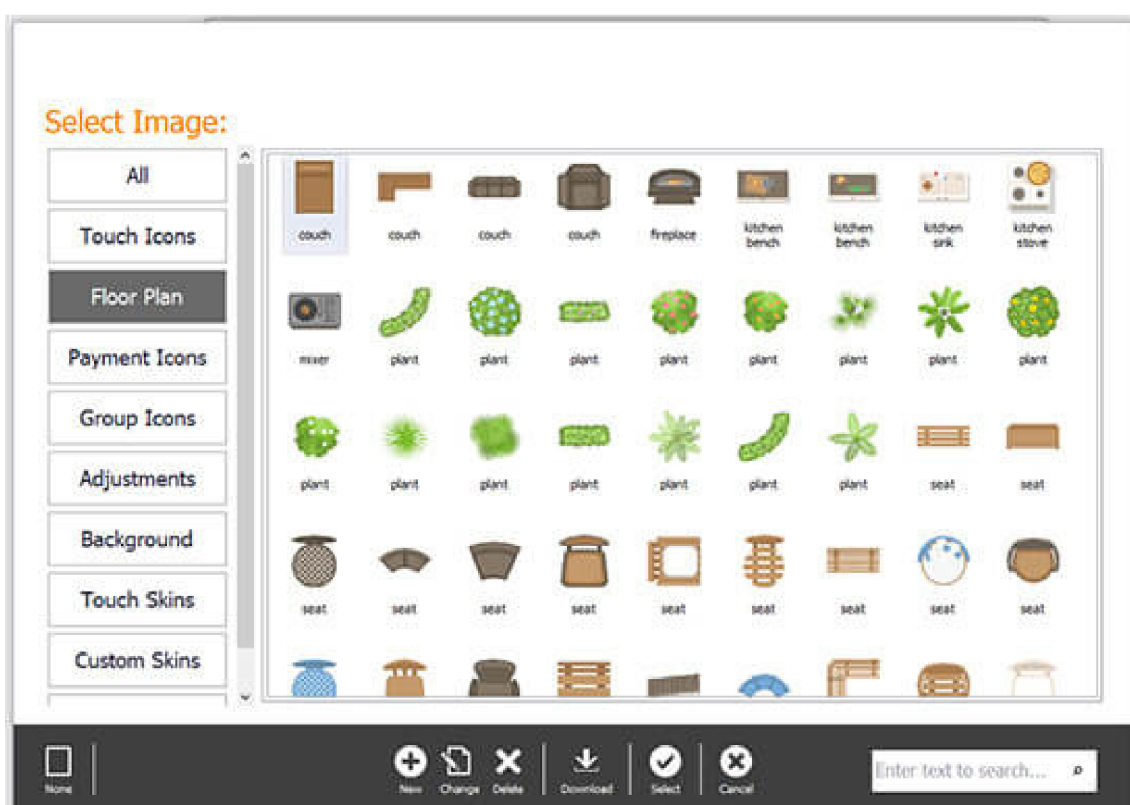 Select Image:
All
Touch Icons
Floor Plan
Payment Icons
Group Icons
Adjustments
Background
Touch Skins
Custom Skins
couch couch couch couch fireplace kitchen bench kitchen bench kitchen sink kitchen stove
mixer plant plant plant plant plant plant plant plant
plant plant plant plant plant plant plant seat seat
seat seat seat seat seat seat seat seat seat
None New Change Delete Download Select Cancel Enter text to search...